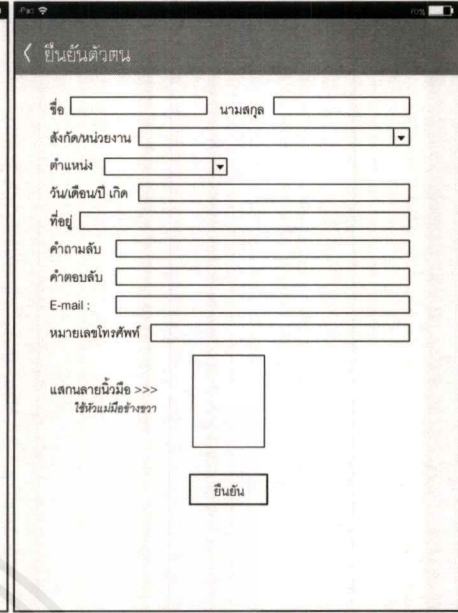 iPad 70%
ยืนยันตัวตน
ชื่อ นามสกุล
สังกัด/หน่วยงาน
ตำแหน่ง
วัน/เดือน/ปี เกิด
ที่อยู่
คำถามลับ
คำตอบลับ
E-mail :
หมายเลขโทรศัพท์
แสกนลายนิ้วมือ >>>
ใช้หัวแม่มือข้างขวา
ยืนยัน